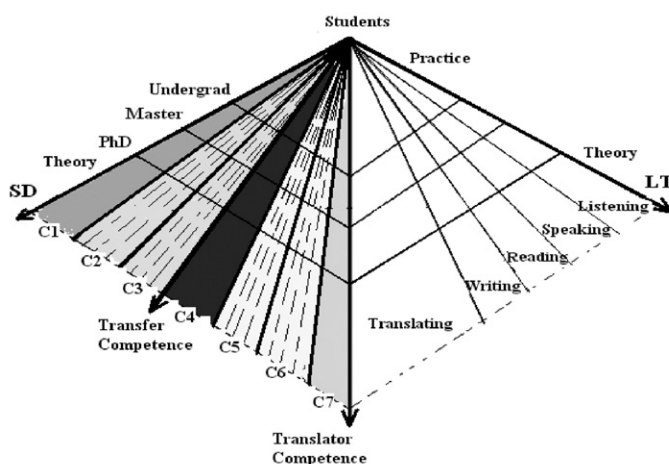 Students
Practice
Undergrad
Master
PhD
Theory
Theory
SD
LT
Listening
C1
Speaking
C2
Reading
C3
Writing
C4
Transfer
Competence
Translating
C5
C6
C7
Translator
Competence